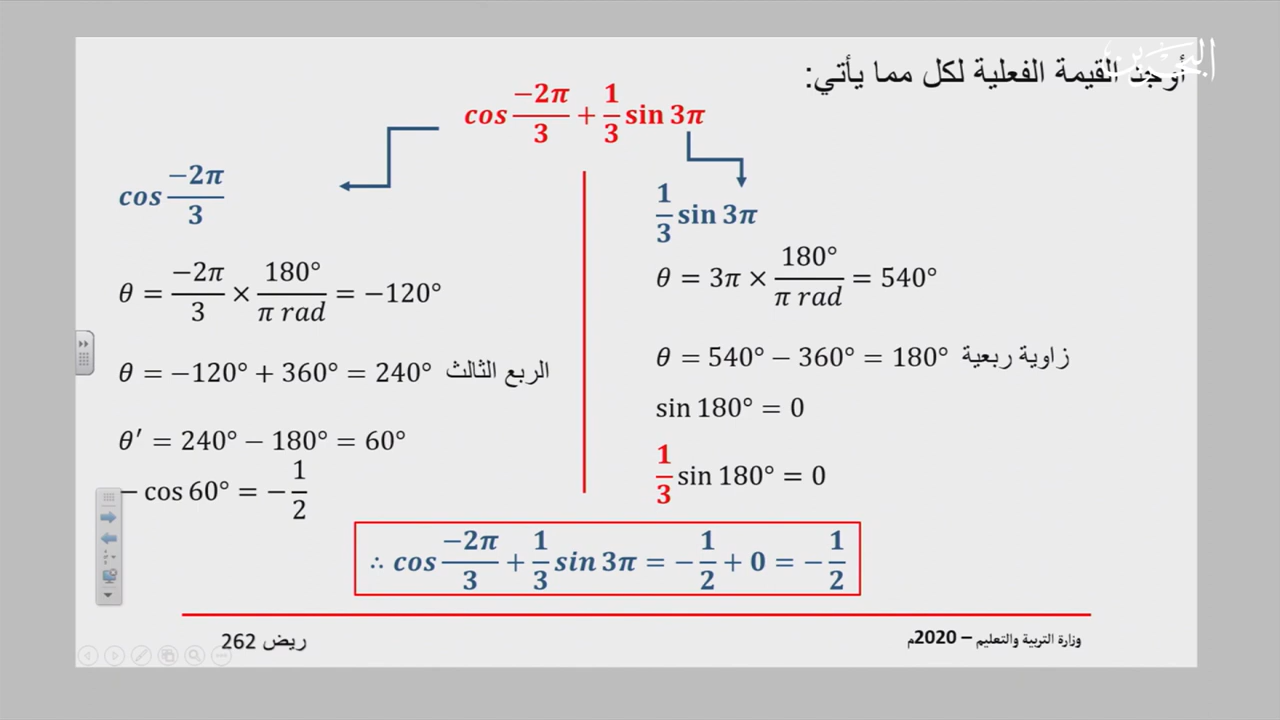 أوجد القيمة الفعلية لكل مما يأتي:
البحرين
cos −2π/3 + 1/3 sin 3π
cos −2π/3
θ = −2π/3 × 180°/π rad = −120°
θ = −120° + 360° = 240° الربع الثالث
θ′ = 240° − 180° = 60°
− cos 60° = − 1/2
1/3 sin 3π
θ = 3π × 180°/π rad = 540°
θ = 540° − 360° = 180° زاوية ربعية
sin 180° = 0
1/3 sin 180° = 0
∴ cos −2π/3 + 1/3 sin 3π = − 1/2 + 0 = − 1/2
وزارة التربية والتعليم – 2020م
ريض 262